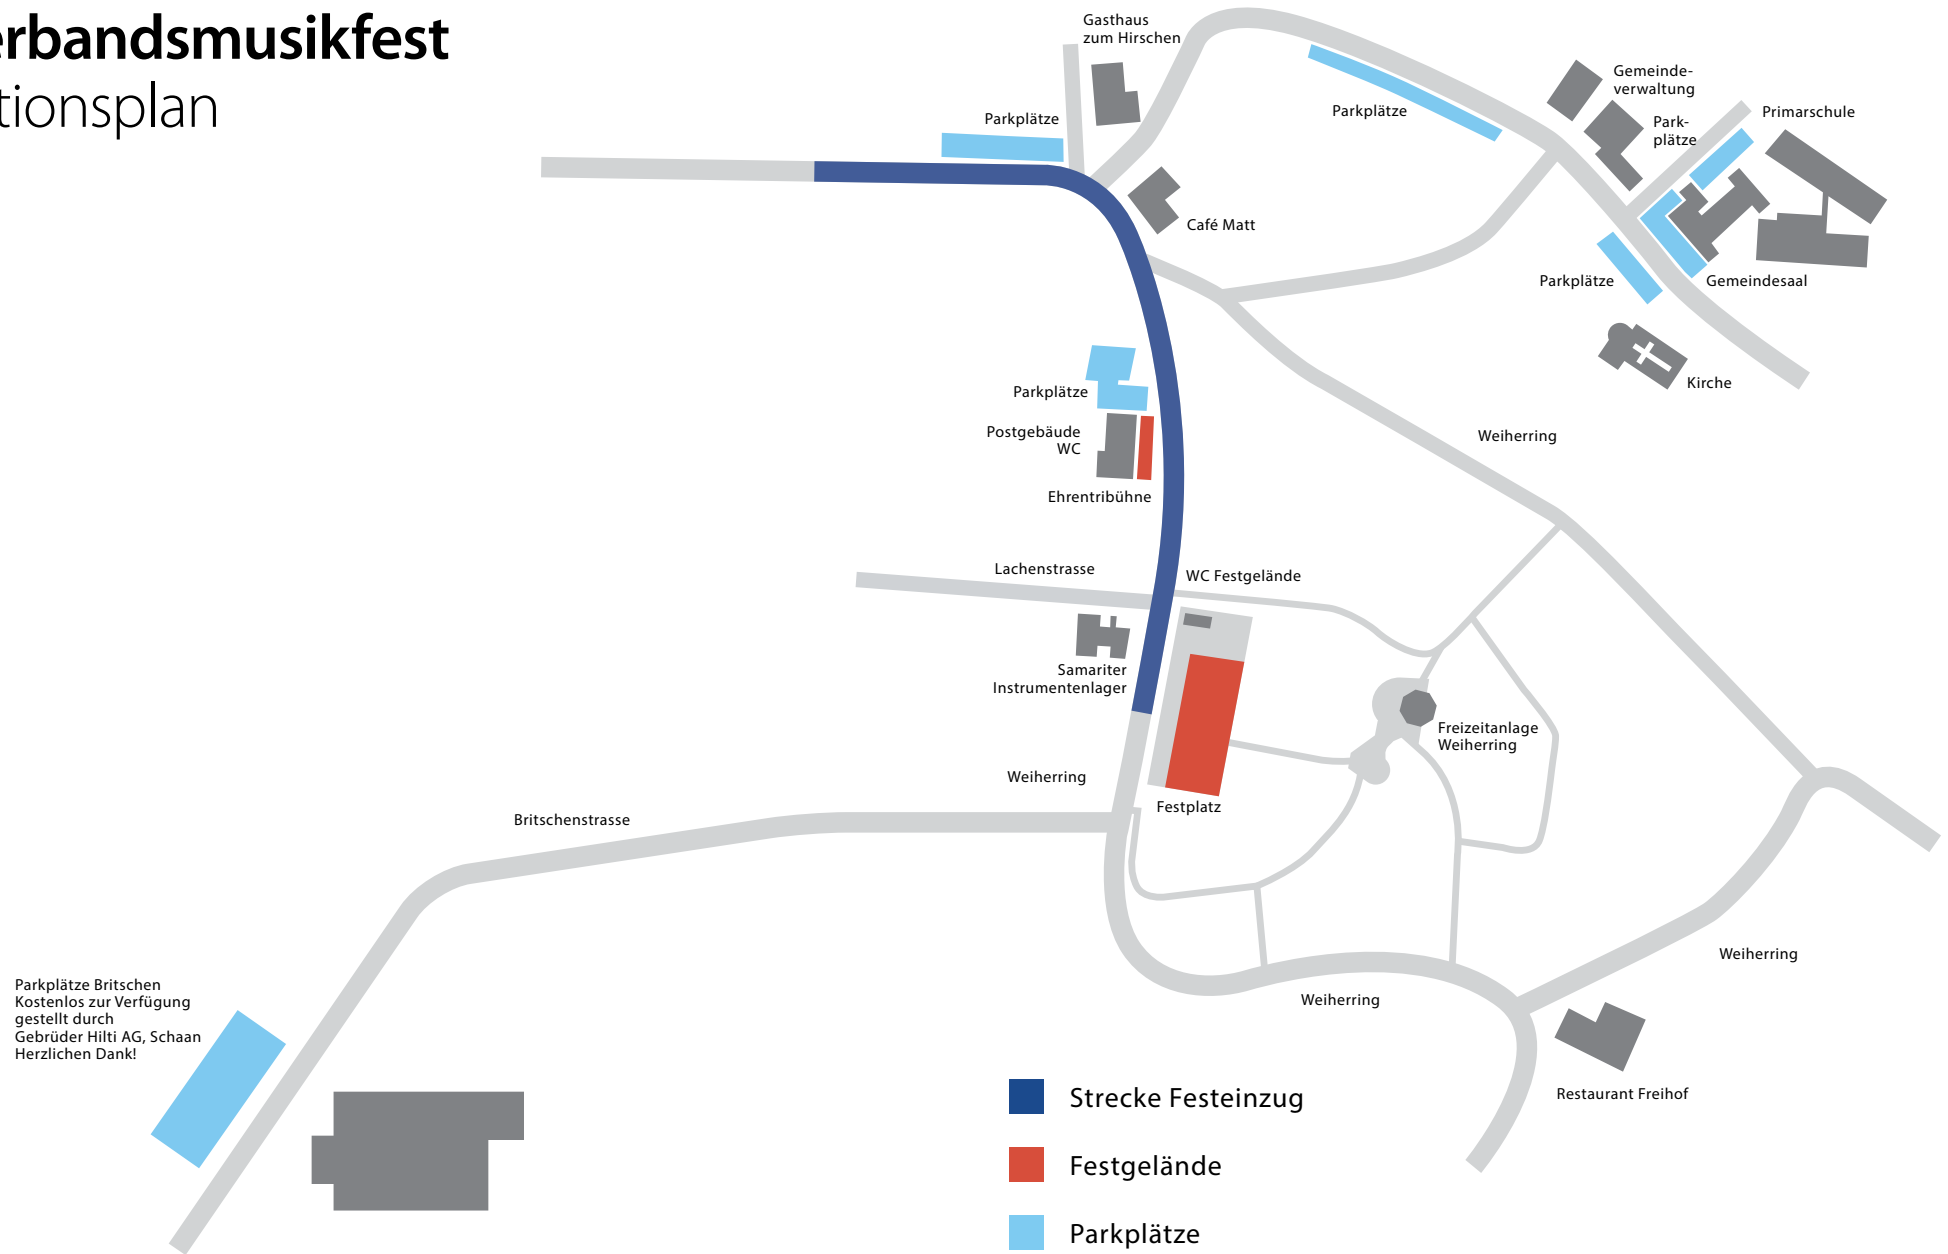 erbandsmusikfest
tionsplan
Gasthaus
zum Hirschen
Parkplätze
Parkplätze
Gemeinde-
verwaltung
Park-
plätze
Primarschule
Café Matt
Parkplätze
Gemeindesaal
Kirche
Parkplätze
Postgebäude
WC
Ehrentribühne
Weiherring
Lachenstrasse
WC Festgelände
Samariter
Instrumentenlager
Freizeitanlage
Weiherring
Weiherring
Festplatz
Britschenstrasse
Weiherring
Weiherring
Parkplätze Britschen
Kostenlos zur Verfügung
gestellt durch
Gebrüder Hilti AG, Schaan
Herzlichen Dank!
Restaurant Freihof
Strecke Festeinzug
Festgelände
Parkplätze